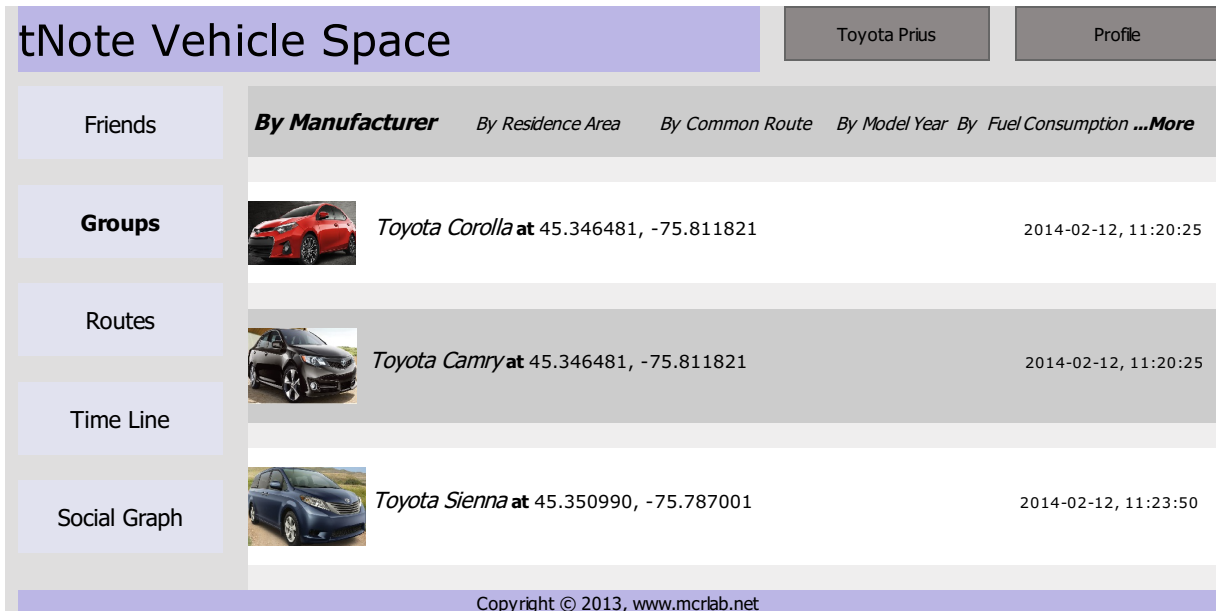 tNote Vehicle Space
Toyota Prius
Profile
Friends
By Manufacturer By Residence Area By Common Route By Model Year By Fuel Consumption ...More
Groups
Toyota Corolla at 45.346481, -75.811821 2014-02-12, 11:20:25
Routes
Toyota Camry at 45.346481, -75.811821 2014-02-12, 11:20:25
Time Line
Toyota Sienna at 45.350990, -75.787001 2014-02-12, 11:23:50
Social Graph
Copyright © 2013, www.mcrlab.net